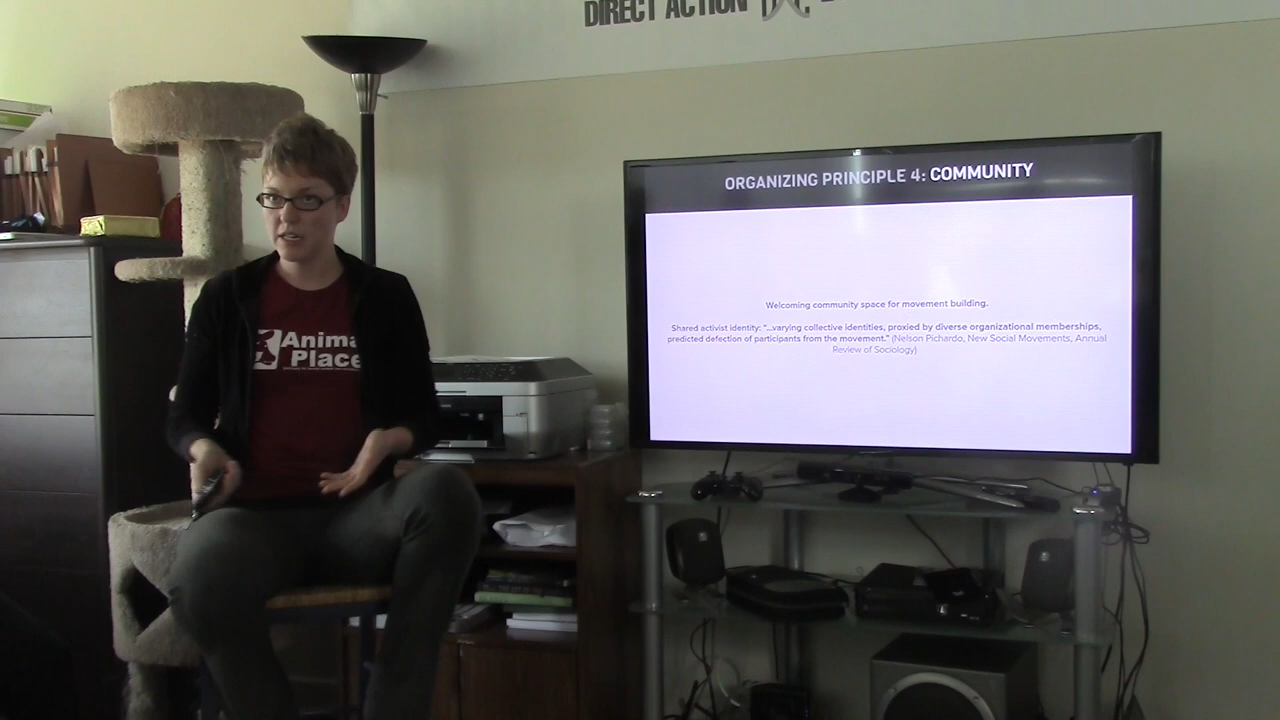 DIRECT ACTION
ORGANIZING PRINCIPLE 4: COMMUNITY
Welcoming community space for movement building.
Shared activist identity: "...varying collective identities, proxied by diverse organizational memberships,
predicted defection of participants from the movement." (Nelson Pichardo, New Social Movements, Annual
Review of Sociology)
Anima
Place